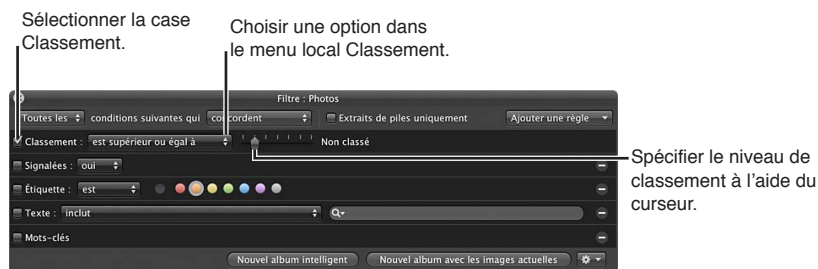 Sélectionner la case
Classement.
Choisir une option dans
le menu local Classement.
Filtre : Photos
Toutes les conditions suivantes qui concordent Extraits de piles uniquement Ajouter une règle
Classement : est supérieur ou égal à Non classé
Signalées : oui
Étiquette : est
Texte : inclut
Mots-clés
Nouvel album intelligent Nouvel album avec les images actuelles
Spécifier le niveau de
classement à l'aide du
curseur.